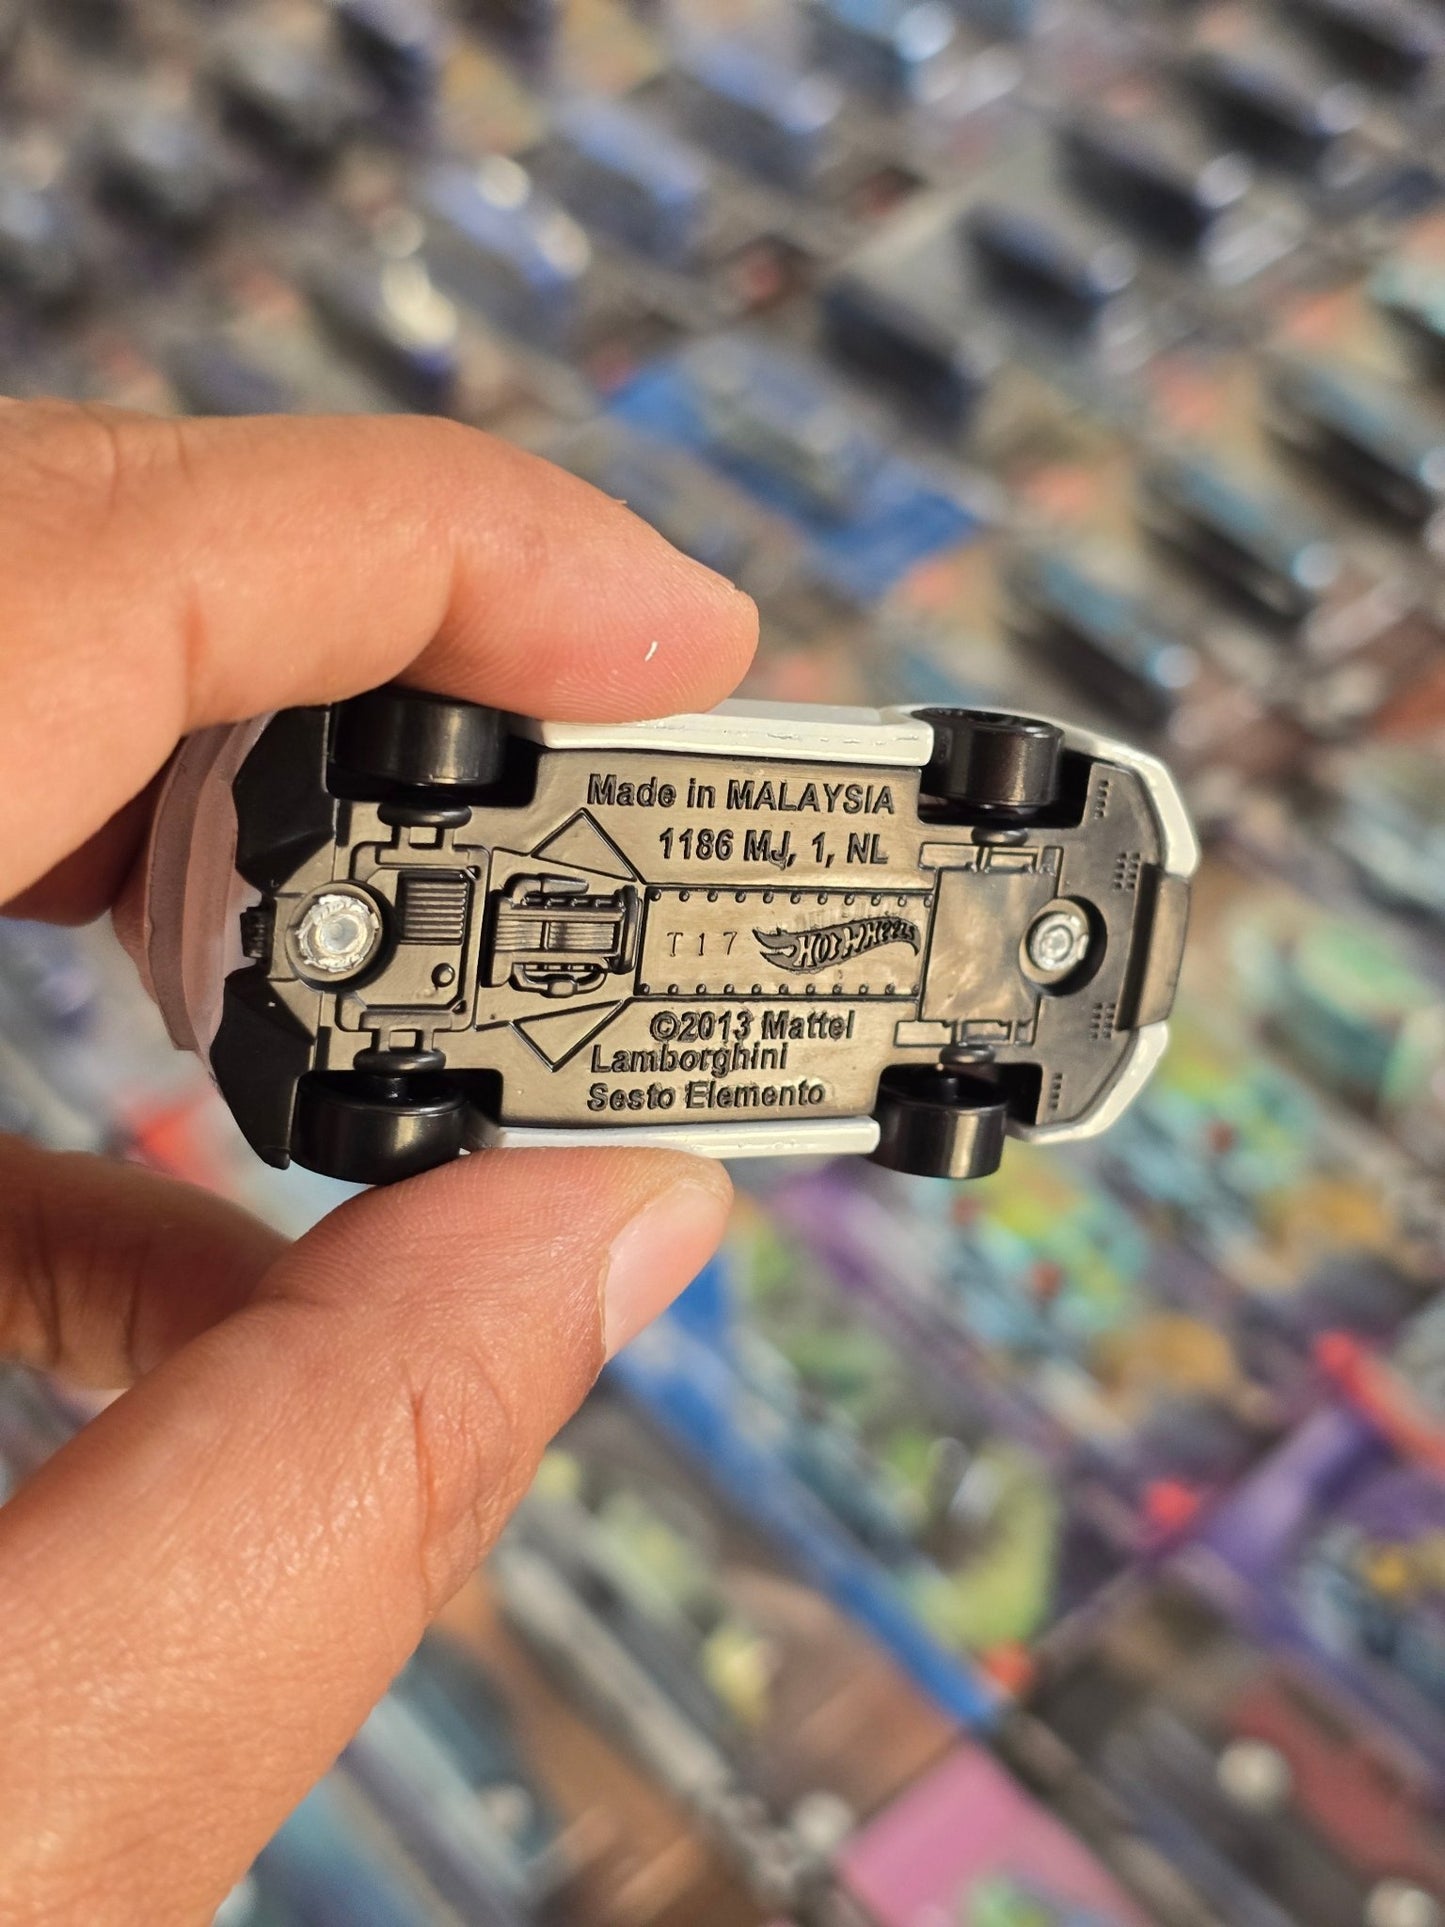 Made in MALAYSIA
1186 MJ, 1, NL
T17
HOT WHEELS
©2013 Mattel
Lamborghini
Sesto Elemento